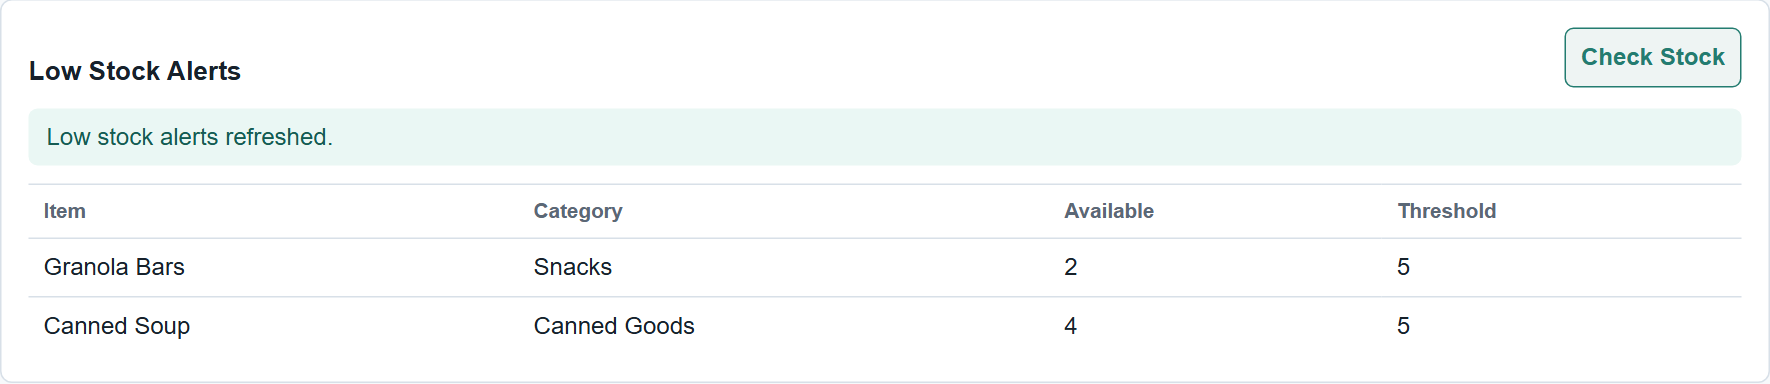 Low Stock Alerts
Check Stock
Low stock alerts refreshed.
Item Category Available Threshold
Granola Bars Snacks 2 5
Canned Soup Canned Goods 4 5